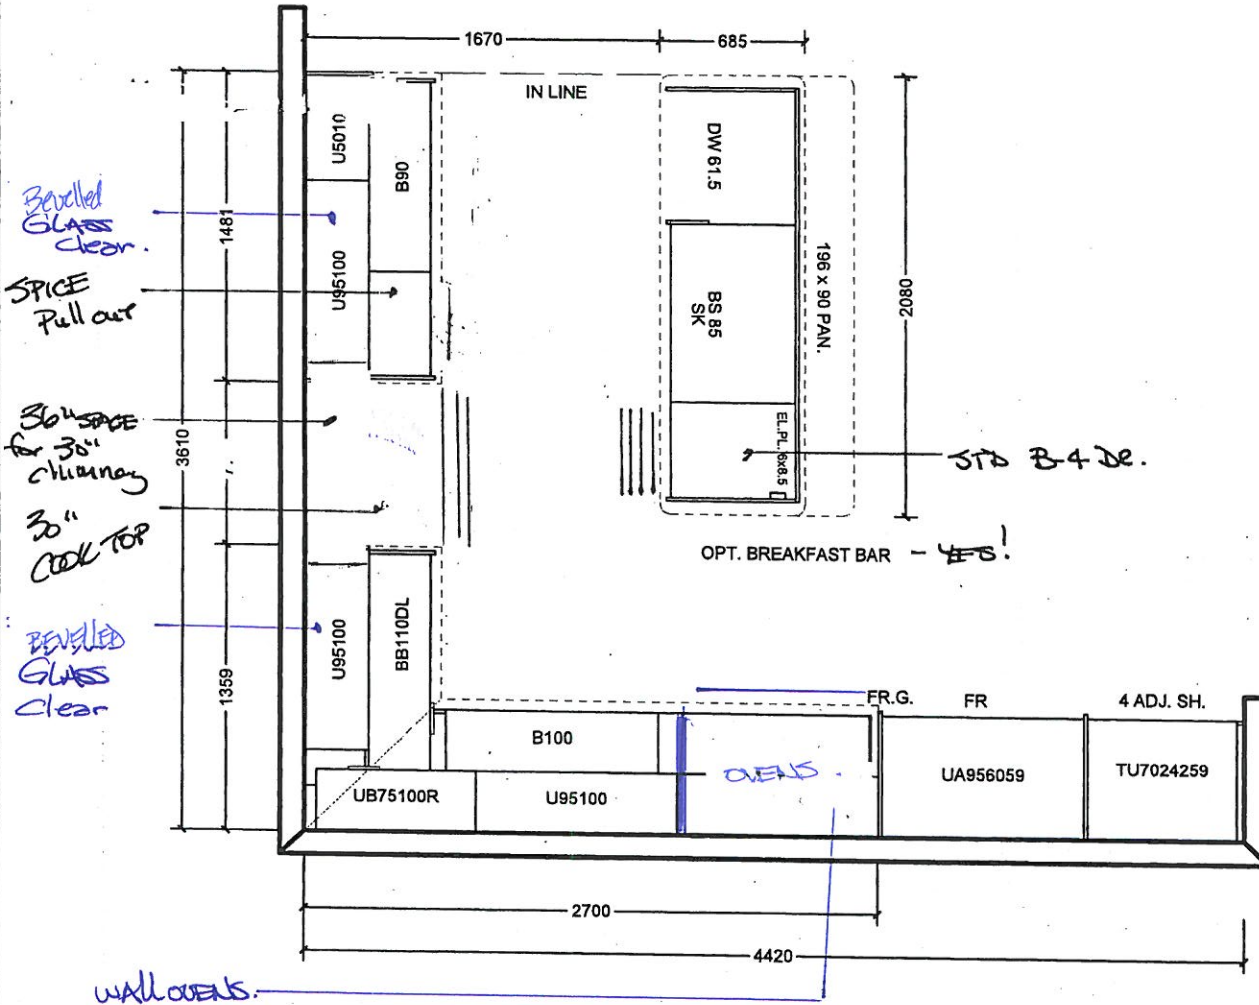 1670
685
IN LINE
U5010
B90
DW 61.5
Bevelled
GLASS
Clear.
1481
U95100
196 x 90 PAN.
2080
SPICE
Pull out
BS 85
SK
36" SPACE
for 30"
chimney
3610
EL.PL. 6x8.5
STD B-4 DR.
30"
COOK TOP
OPT. BREAKFAST BAR - YES!
BEVELLED
GLASS
Clear
U95100
BB110DL
1359
FR.G.
FR
4 ADJ. SH.
B100
OVENS.
UA956059
TU7024259
UB75100R
U95100
2700
4420
WALL OVENS.